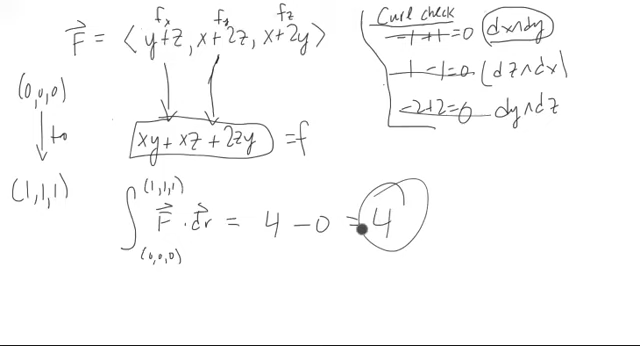 fx fy fz
F⃗ = ⟨y+z, x+2z, x+2y⟩
(0,0,0)
↓ to
(1,1,1)
xy + xz + 2zy = f
∫_(0,0,0)^(1,1,1) F⃗ · dr⃗ = 4 − 0 = 4
Curl check
−1+1=0 dx∧dy
1−1=0 (dz∧dx)
−2+2=0 dy∧dz